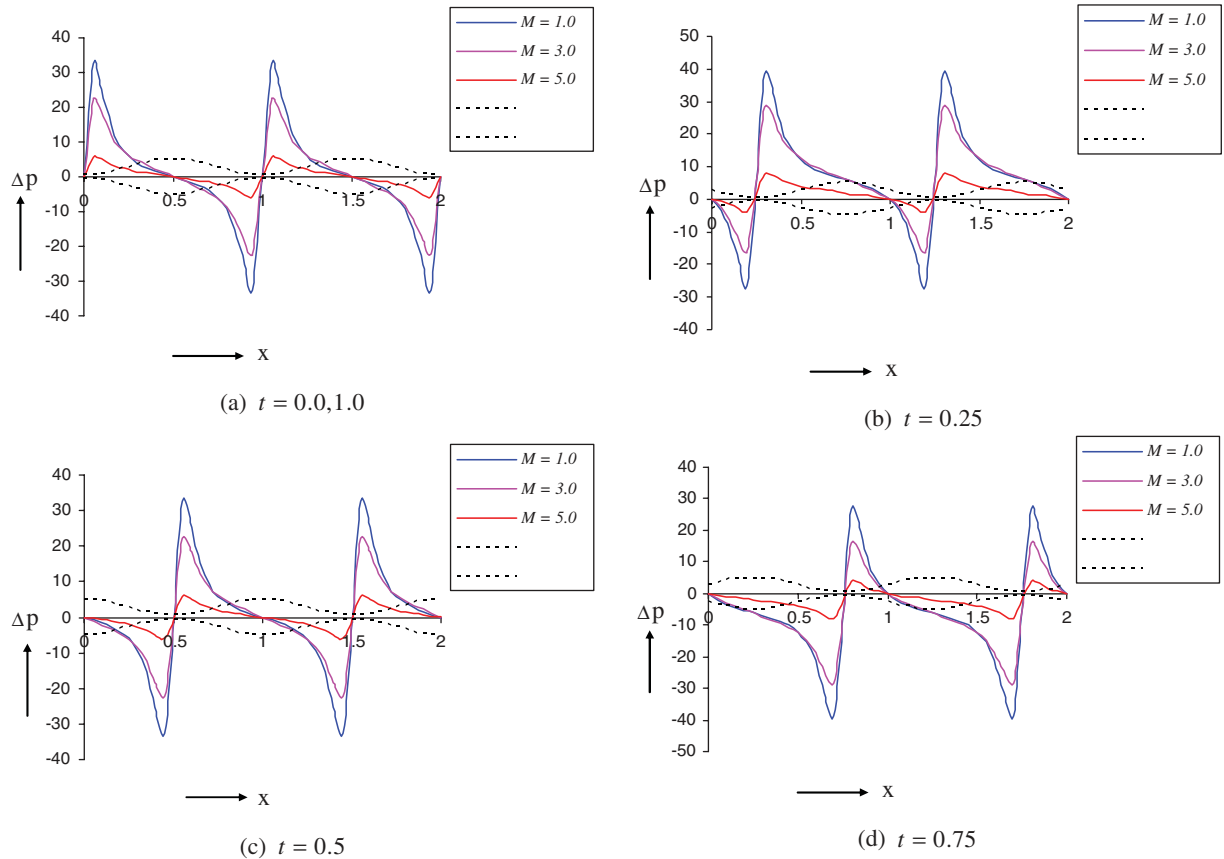 M = 1.0
M = 3.0
M = 5.0
40
30
20
10
0
-10
-20
-30
-40
Δp
0 0.5 1 1.5 2
x
(a) t = 0.0,1.0
M = 1.0
M = 3.0
M = 5.0
50
40
30
20
10
0
-10
-20
-30
-40
Δp
0 0.5 1 1.5 2
x
(b) t = 0.25
M = 1.0
M = 3.0
M = 5.0
40
30
20
10
0
-10
-20
-30
-40
Δp
0 0.5 1 1.5 2
x
(c) t = 0.5
M = 1.0
M = 3.0
M = 5.0
40
30
20
10
0
-10
-20
-30
-40
-50
Δp
0 0.5 1 1.5 2
x
(d) t = 0.75